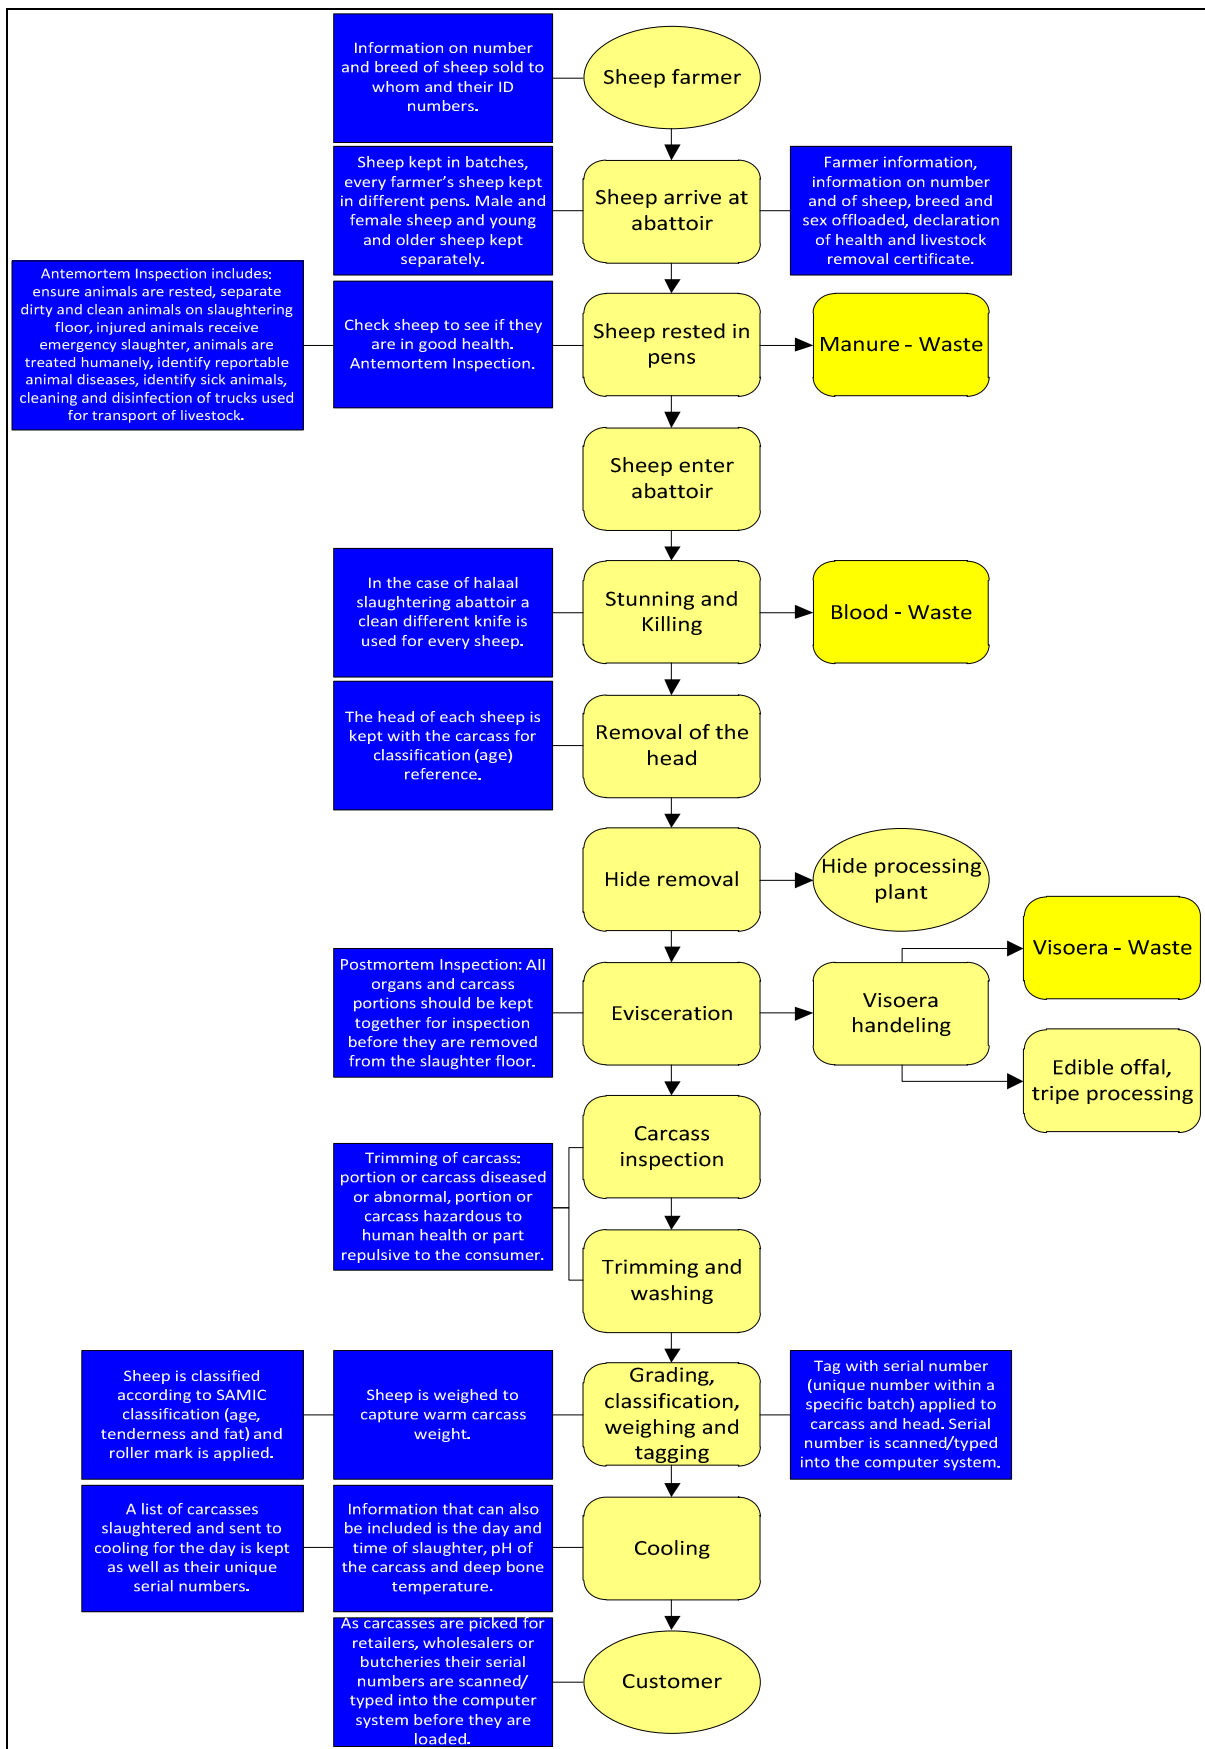 Information on number
and breed of sheep sold to
whom and their ID
numbers.
Sheep farmer
Sheep kept in batches,
every farmer's sheep kept
in different pens. Male and
female sheep and young
and older sheep kept
separately.
Sheep arrive at
abattoir
Farmer information,
information on number
and of sheep, breed and
sex offloaded, declaration
of health and livestock
removal certificate.
Antemortem Inspection includes:
ensure animals are rested, separate
dirty and clean animals on slaughtering
floor, injured animals receive
emergency slaughter, animals are
treated humanely, identify reportable
animal diseases, identify sick animals,
cleaning and disinfection of trucks used
for transport of livestock.
Check sheep to see if they
are in good health.
Antemortem Inspection.
Sheep rested in
pens
Manure - Waste
Sheep enter
abattoir
In the case of halaal
slaughtering abattoir a
clean different knife is
used for every sheep.
Stunning and
Killing
Blood - Waste
The head of each sheep is
kept with the carcass for
classification (age)
reference.
Removal of the
head
Hide removal
Hide processing
plant
Postmortem Inspection: All
organs and carcass
portions should be kept
together for inspection
before they are removed
from the slaughter floor.
Evisceration
Visoera
handeling
Visoera - Waste
Edible offal,
tripe processing
Carcass
inspection
Trimming of carcass:
portion or carcass diseased
or abnormal, portion or
carcass hazardous to
human health or part
repulsive to the consumer.
Trimming and
washing
Sheep is classified
according to SAMIC
classification (age,
tenderness and fat) and
roller mark is applied.
Sheep is weighed to
capture warm carcass
weight.
Grading,
classification,
weighing and
tagging
Tag with serial number
(unique number within a
specific batch) applied to
carcass and head. Serial
number is scanned/typed
into the computer system.
A list of carcasses
slaughtered and sent to
cooling for the day is kept
as well as their unique
serial numbers.
Information that can also
be included is the day and
time of slaughter, pH of
the carcass and deep bone
temperature.
Cooling
As carcasses are picked for
retailers, wholesalers or
butcheries their serial
numbers are scanned/
typed into the computer
system before they are
loaded.
Customer